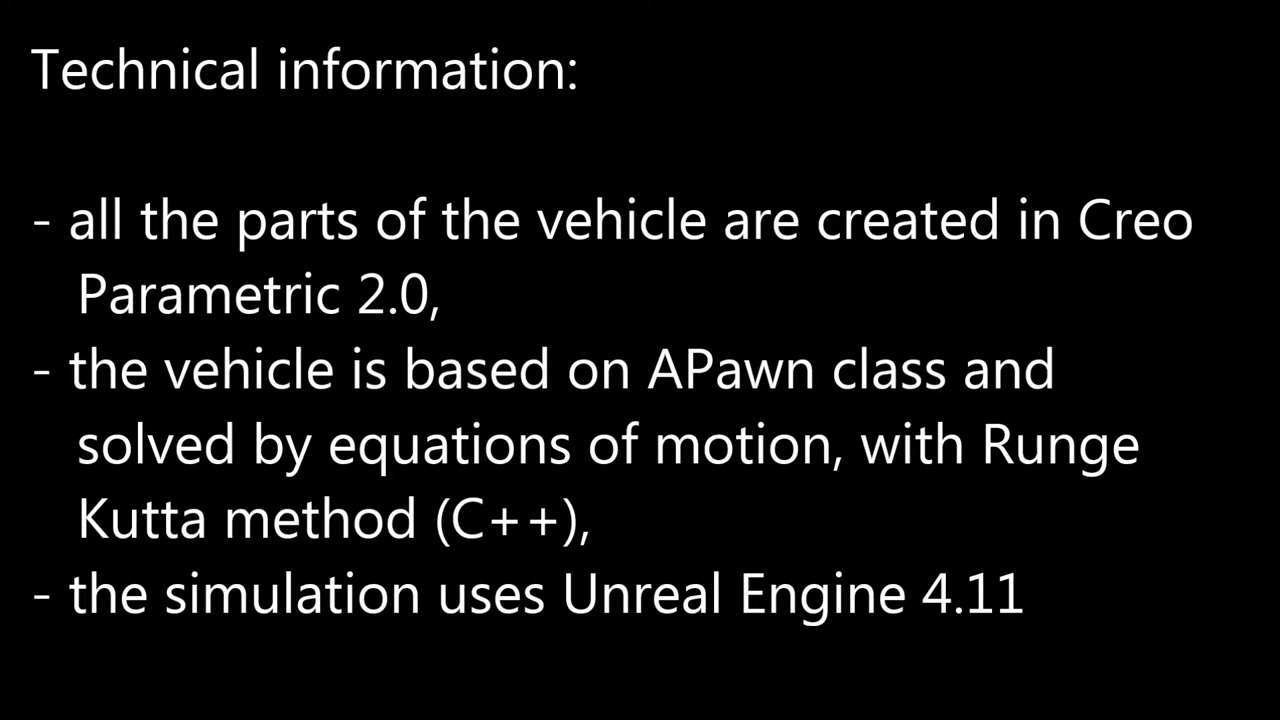 Technical information:
- all the parts of the vehicle are created in Creo
Parametric 2.0,
- the vehicle is based on APawn class and
solved by equations of motion, with Runge
Kutta method (C++),
- the simulation uses Unreal Engine 4.11